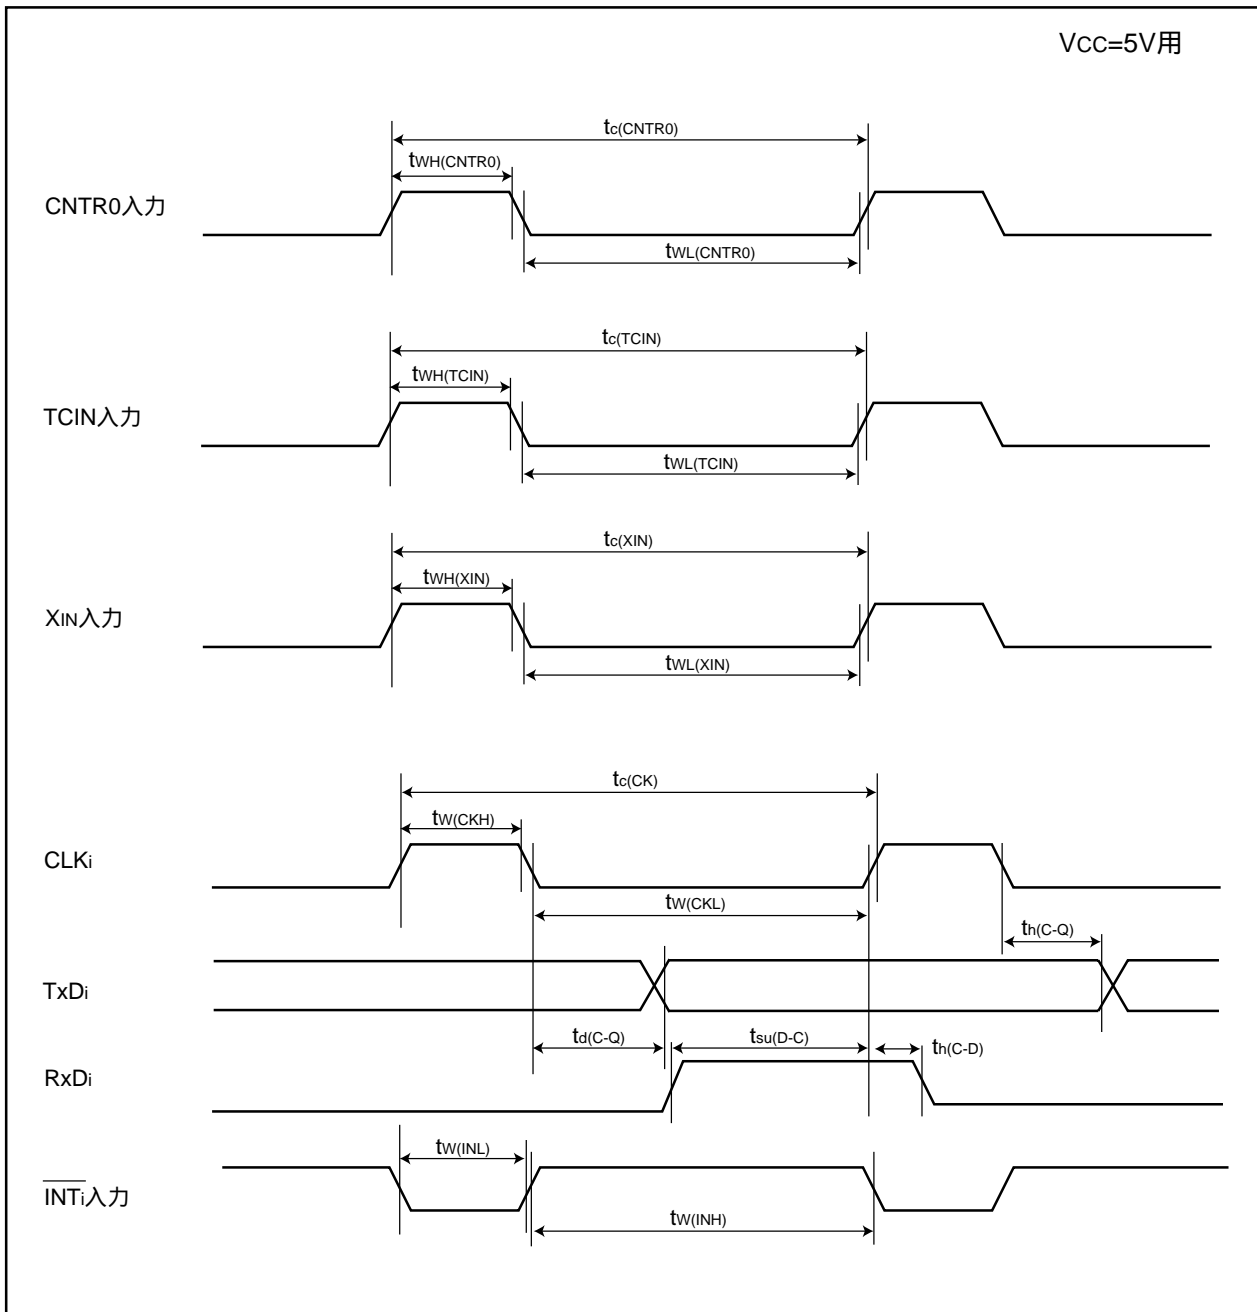 VCC=5V用
tc(CNTR0)
tWH(CNTR0)
CNTR0入力
tWL(CNTR0)
tc(TCIN)
tWH(TCIN)
TCIN入力
tWL(TCIN)
tc(XIN)
tWH(XIN)
XIN入力
tWL(XIN)
tc(CK)
tW(CKH)
CLKi
tW(CKL)
th(C-Q)
TxDi
td(C-Q)
tsu(D-C)
th(C-D)
RxDi
tW(INL)
INTi入力
tW(INH)